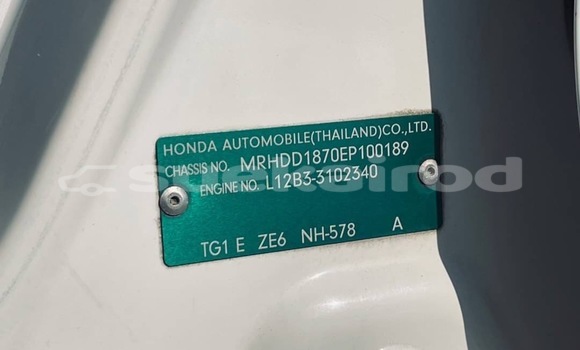 HONDA AUTOMOBILE(THAILAND)CO.,LTD.
CHASSIS NO. MRHDD1870EP100189
ENGINE NO. L12B3-3102340
TG1 E ZE6 NH-578 A